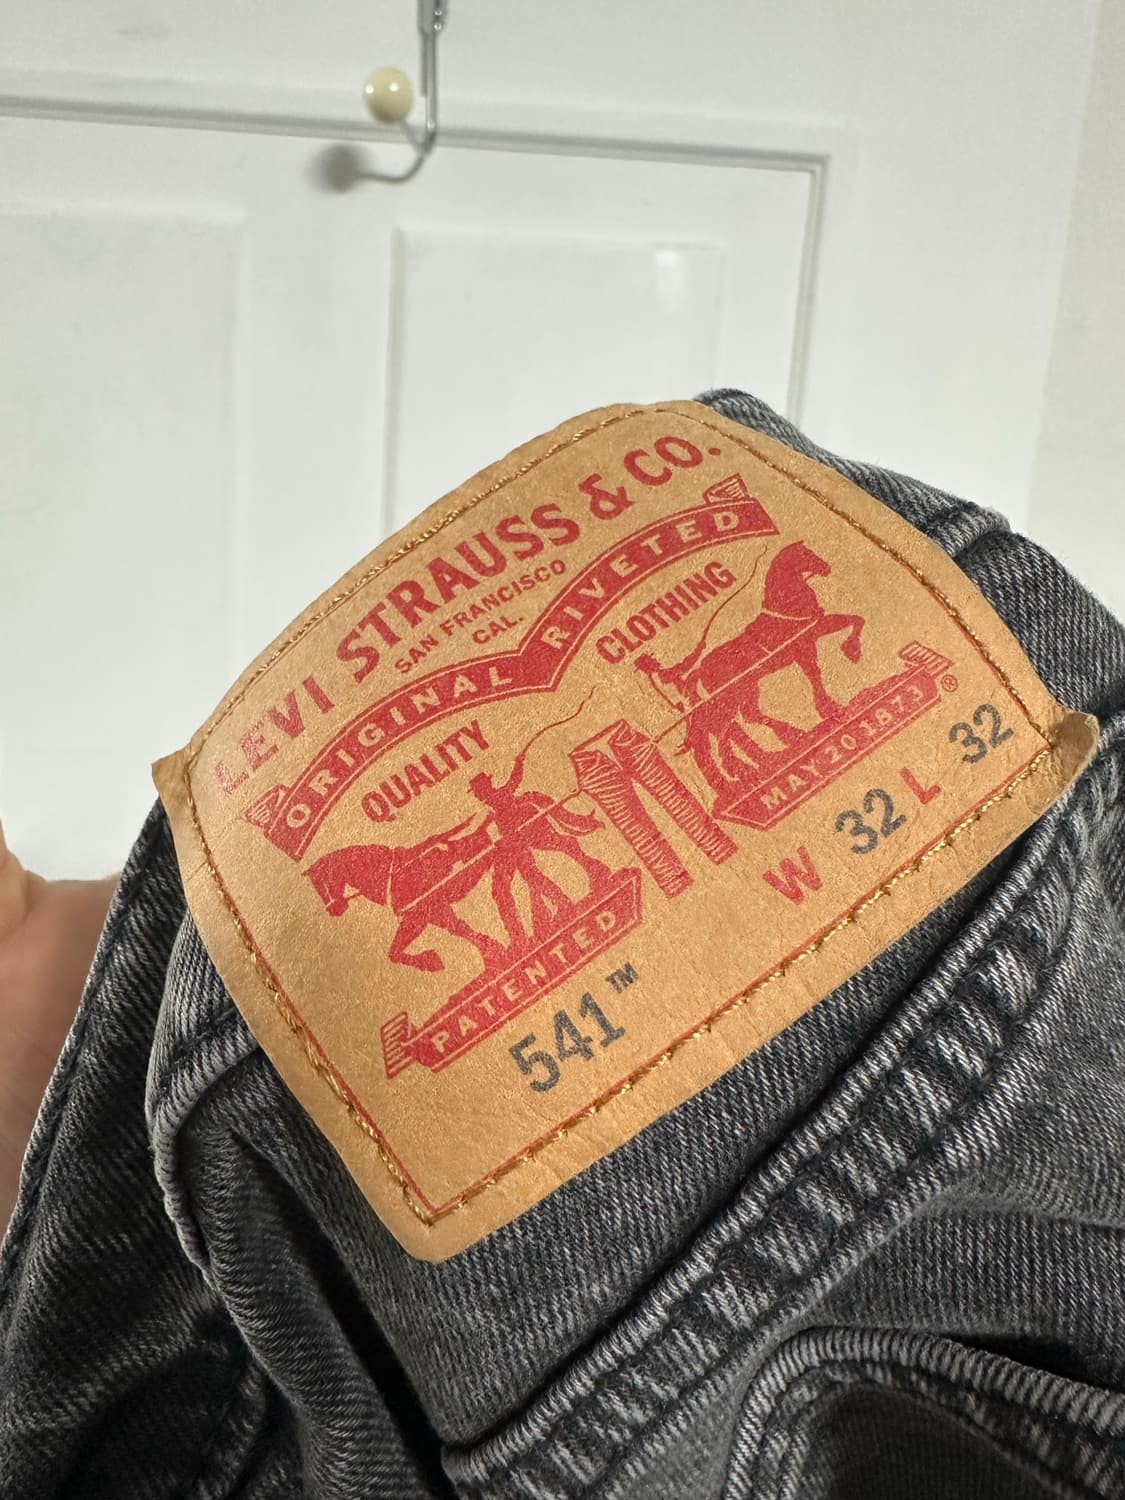 LEVI STRAUSS & CO.
SAN FRANCISCO
CAL.
ORIGINAL RIVETED
QUALITY CLOTHING
PATENTED MAY 20 1873 ®
541™ W 32 L 32